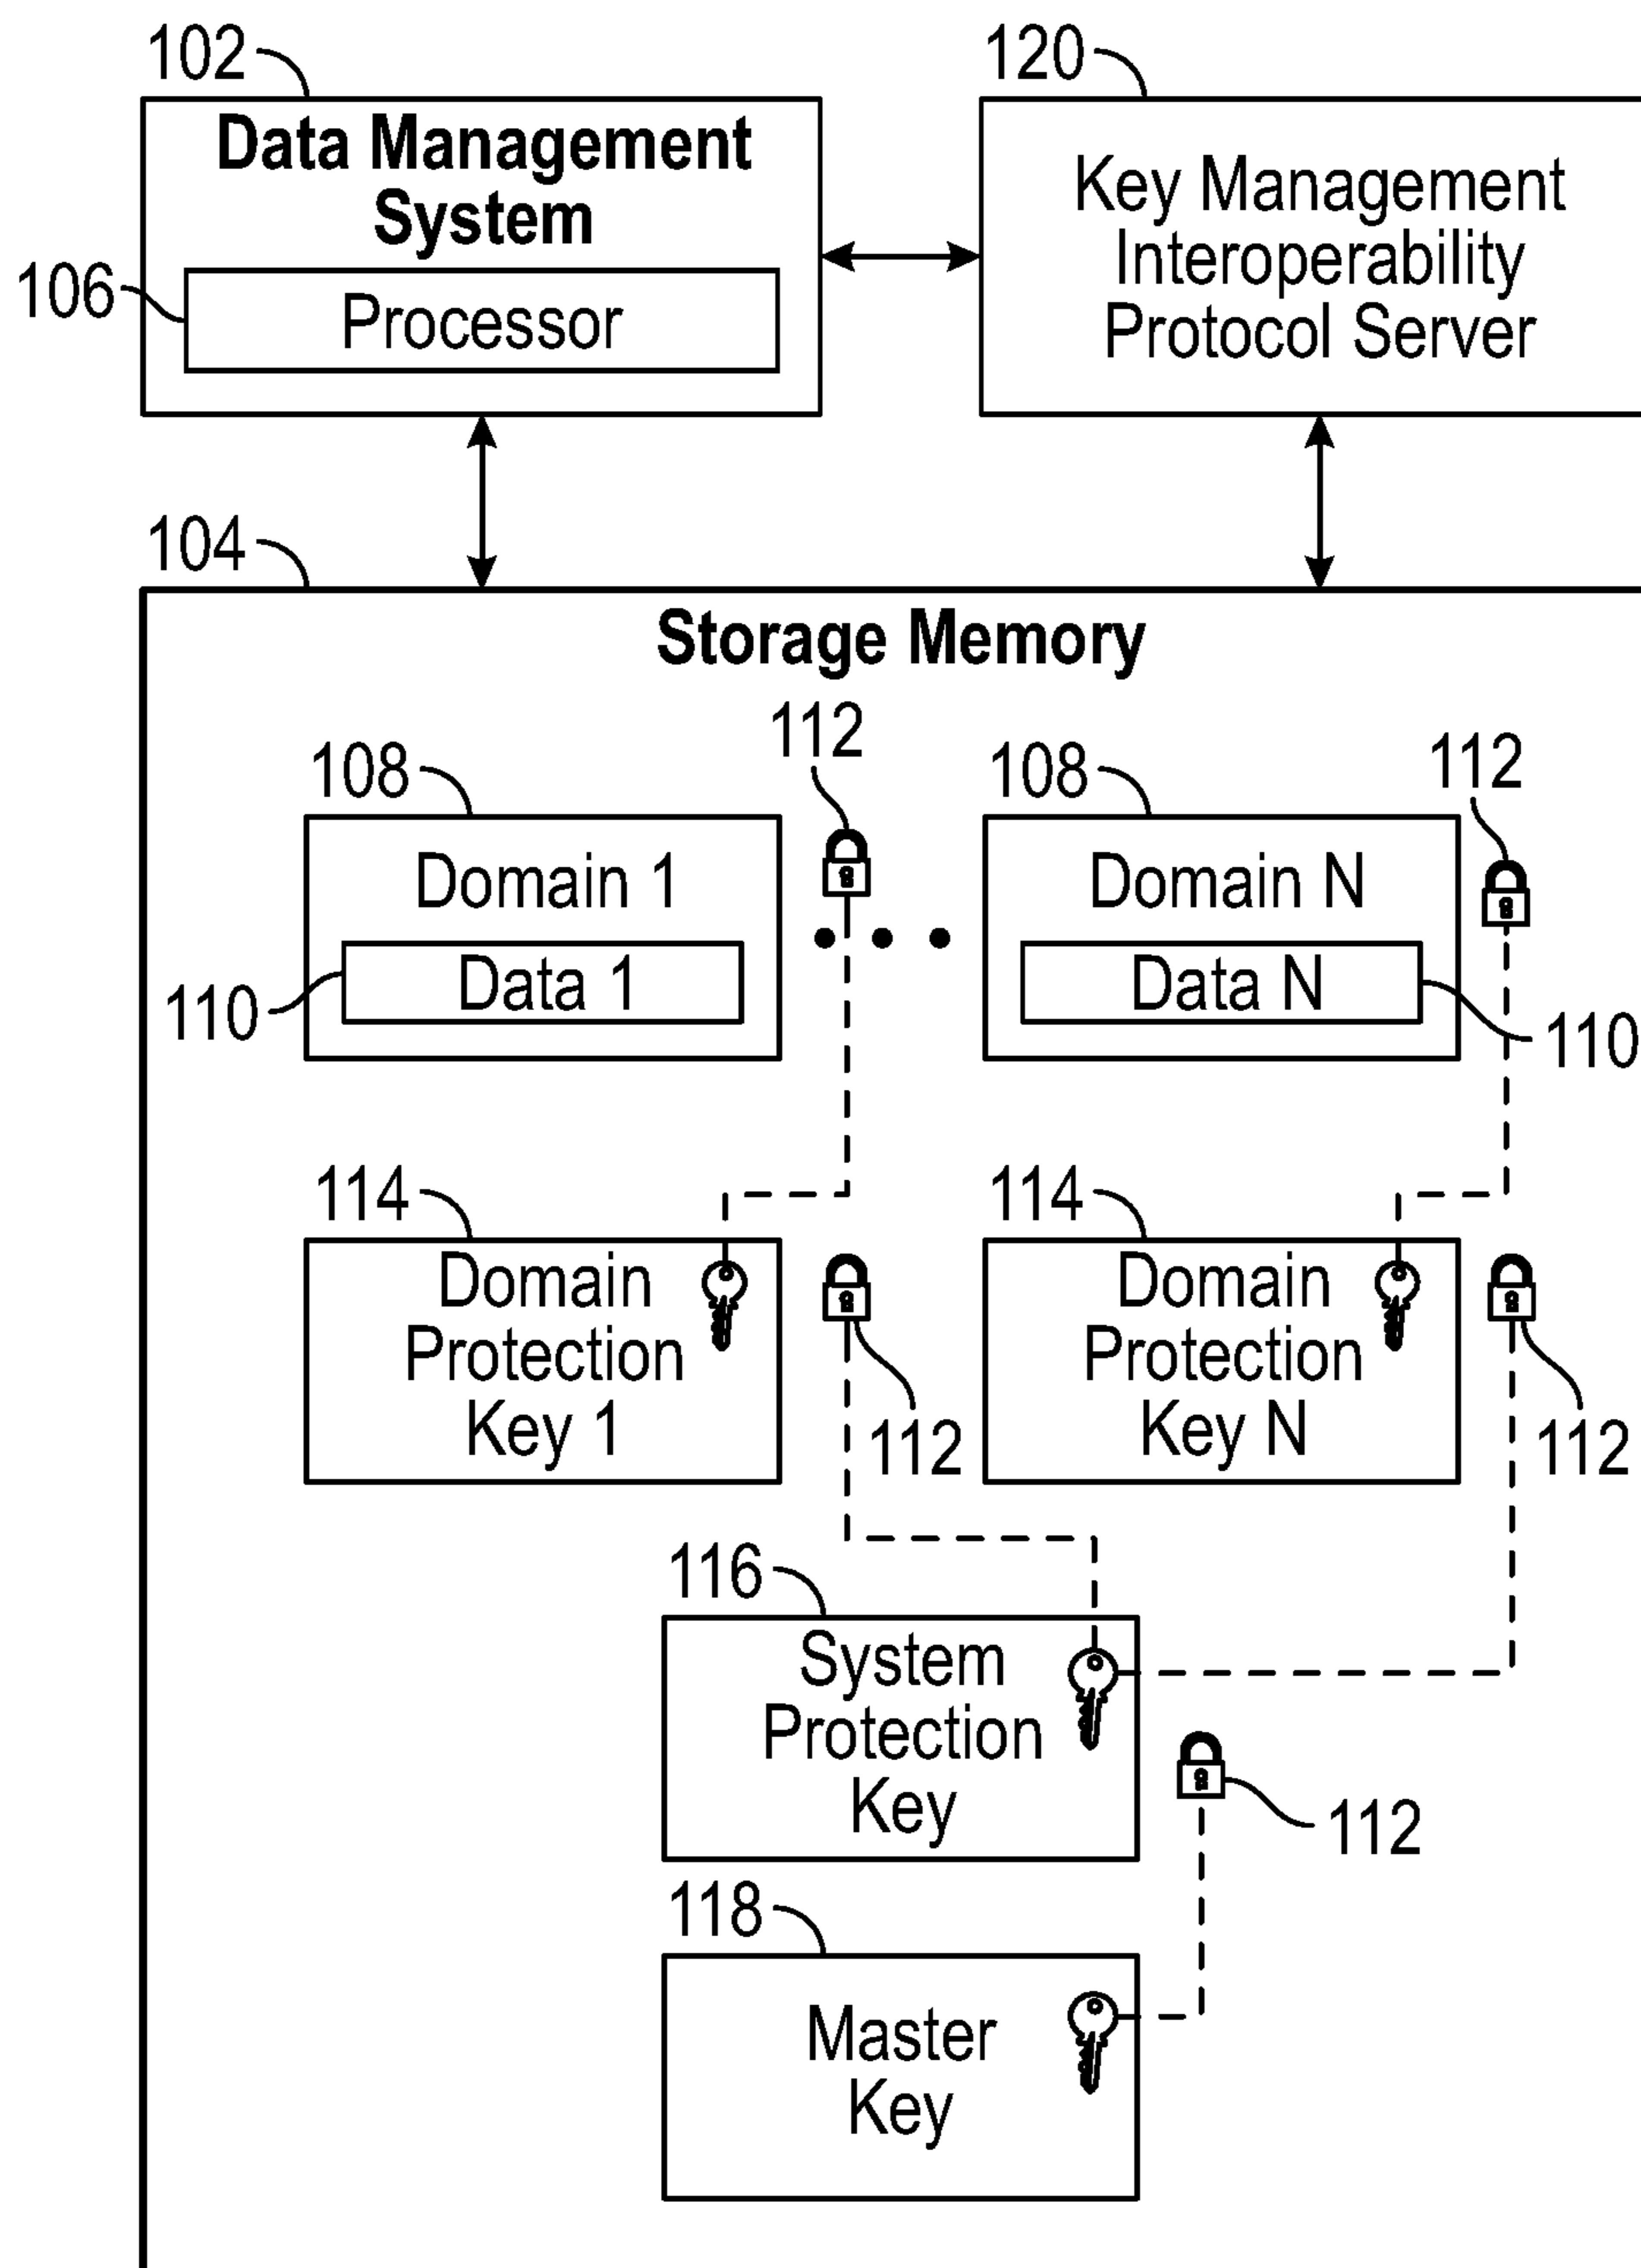 102
120
Data Management
System
Key Management
Interoperability
Protocol Server
106
Processor
104
Storage Memory
112
112
108
108
Domain 1
Domain N
Data 1
Data N
110
110
114
114
Domain
Protection
Key 1
Domain
Protection
Key N
112
112
116
System
Protection
Key
112
118
Master
Key